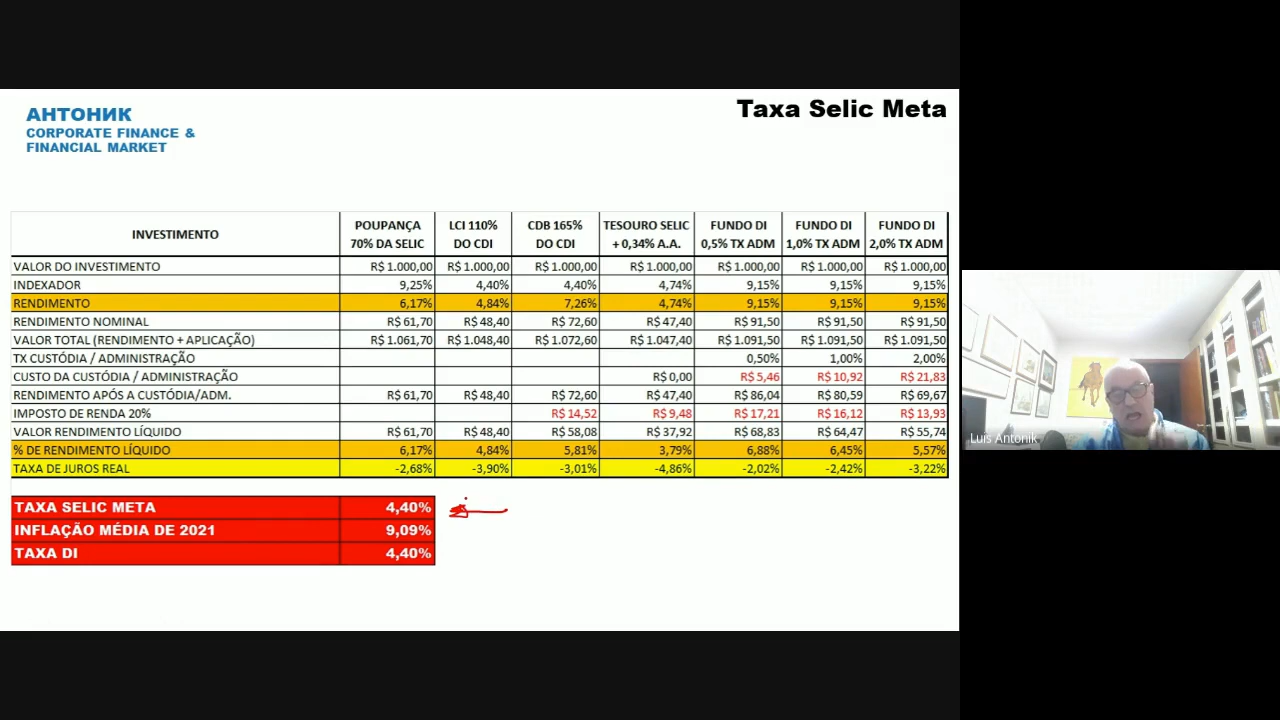 АНТОНИК
CORPORATE FINANCE &
FINANCIAL MARKET
Taxa Selic Meta
INVESTIMENTO POUPANÇA 70% DA SELIC LCI 110% DO CDI CDB 165% DO CDI TESOURO SELIC + 0,34% A.A. FUNDO DI 0,5% TX ADM FUNDO DI 1,0% TX ADM FUNDO DI 2,0% TX ADM
VALOR DO INVESTIMENTO R$ 1.000,00 R$ 1.000,00 R$ 1.000,00 R$ 1.000,00 R$ 1.000,00 R$ 1.000,00 R$ 1.000,00
INDEXADOR 9,25% 4,40% 4,40% 4,74% 9,15% 9,15% 9,15%
RENDIMENTO 6,17% 4,84% 7,26% 4,74% 9,15% 9,15% 9,15%
RENDIMENTO NOMINAL R$ 61,70 R$ 48,40 R$ 72,60 R$ 47,40 R$ 91,50 R$ 91,50 R$ 91,50
VALOR TOTAL (RENDIMENTO + APLICAÇÃO) R$ 1.061,70 R$ 1.048,40 R$ 1.072,60 R$ 1.047,40 R$ 1.091,50 R$ 1.091,50 R$ 1.091,50
TX CUSTÓDIA / ADMINISTRAÇÃO 0,50% 1,00% 2,00%
CUSTO DA CUSTÓDIA / ADMINISTRAÇÃO R$ 0,00 R$ 5,46 R$ 10,92 R$ 21,83
RENDIMENTO APÓS A CUSTÓDIA/ADM. R$ 61,70 R$ 48,40 R$ 72,60 R$ 47,40 R$ 86,04 R$ 80,59 R$ 69,67
IMPOSTO DE RENDA 20% R$ 14,52 R$ 9,48 R$ 17,21 R$ 16,12 R$ 13,93
VALOR RENDIMENTO LÍQUIDO R$ 61,70 R$ 48,40 R$ 58,08 R$ 37,92 R$ 68,83 R$ 64,47 R$ 55,74
% DE RENDIMENTO LÍQUIDO 6,17% 4,84% 5,81% 3,79% 6,88% 6,45% 5,57%
TAXA DE JUROS REAL -2,68% -3,90% -3,01% -4,86% -2,02% -2,42% -3,22%
TAXA SELIC META 4,40%
INFLAÇÃO MÉDIA DE 2021 9,09%
TAXA DI 4,40%
Luis Antonik